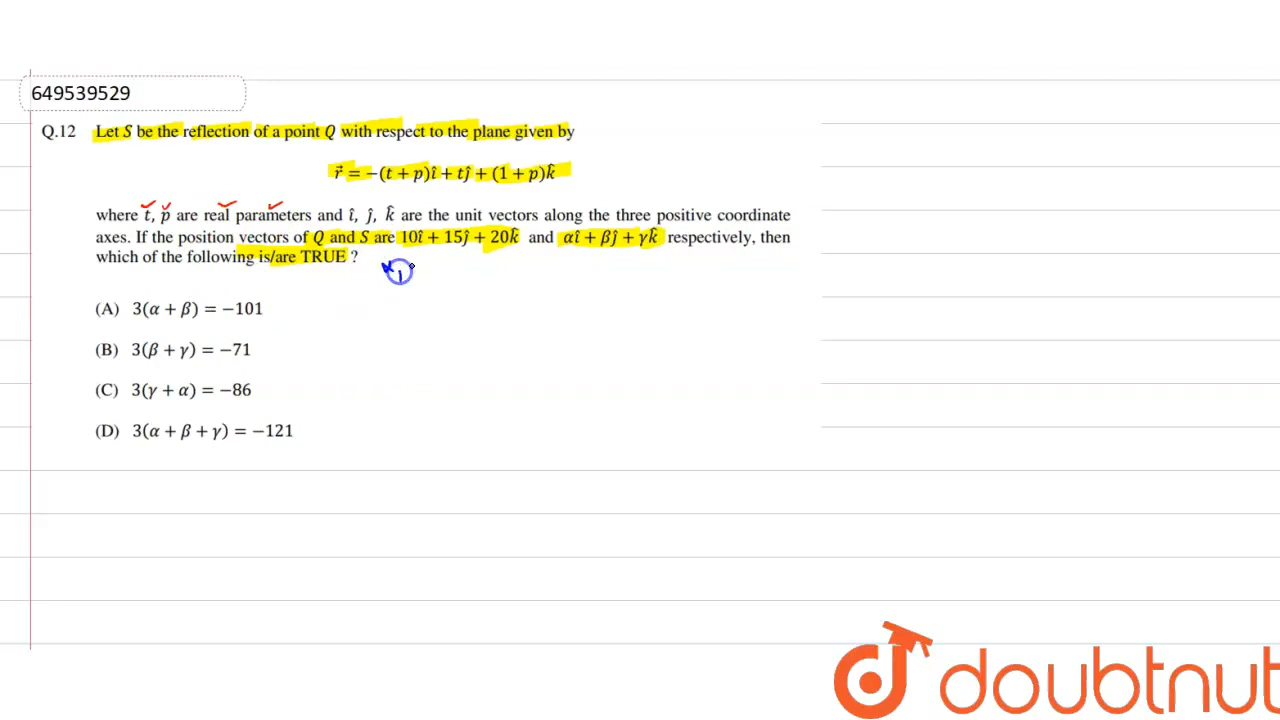 649539529
Q.12 Let S be the reflection of a point Q with respect to the plane given by
r⃗ = −(t + p)î + tĵ + (1 + p)k̂
where t, p are real parameters and î, ĵ, k̂ are the unit vectors along the three positive coordinate
axes. If the position vectors of Q and S are 10î + 15ĵ + 20k̂ and αî + βĵ + γk̂ respectively, then
which of the following is/are TRUE ?
(A) 3(α + β) = −101
(B) 3(β + γ) = −71
(C) 3(γ + α) = −86
(D) 3(α + β + γ) = −121
doubtnut